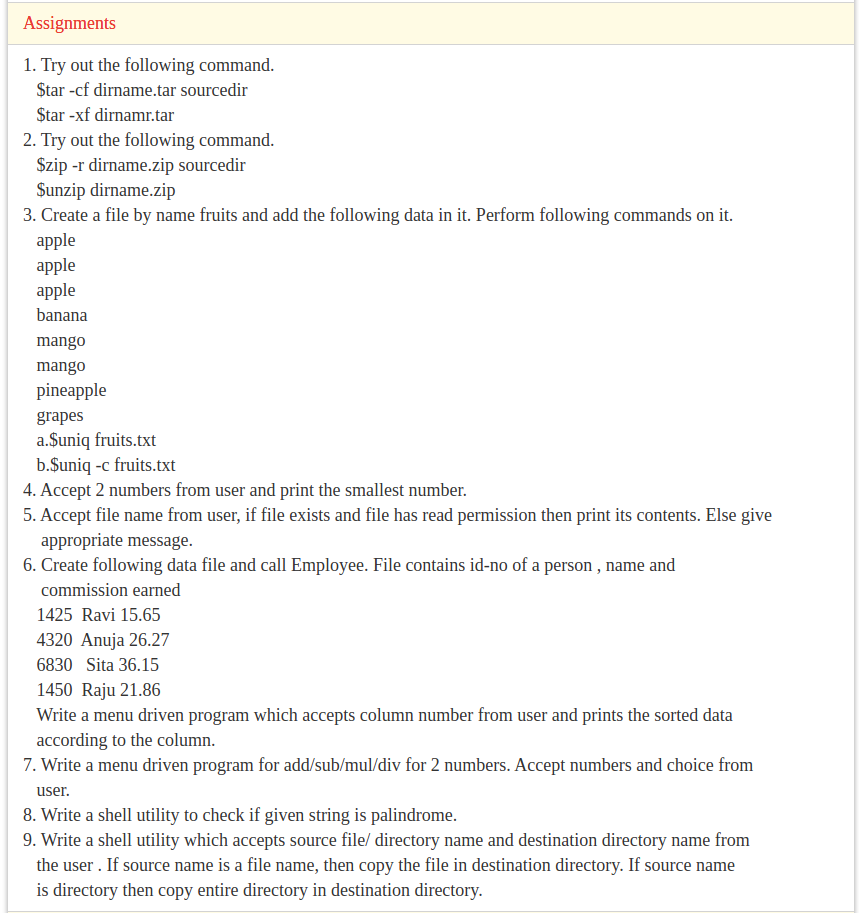 Assignments
1. Try out the following command.
$tar -cf dirname.tar sourcedir
$tar -xf dirnamr.tar
2. Try out the following command.
$zip -r dirname.zip sourcedir
$unzip dirname.zip
3. Create a file by name fruits and add the following data in it. Perform following commands on it.
apple
apple
apple
banana
mango
mango
pineapple
grapes
a.$uniq fruits.txt
b.$uniq -c fruits.txt
4. Accept 2 numbers from user and print the smallest number.
5. Accept file name from user, if file exists and file has read permission then print its contents. Else give
appropriate message.
6. Create following data file and call Employee. File contains id-no of a person , name and
commission earned
1425  Ravi 15.65
4320  Anuja 26.27
6830   Sita 36.15
1450  Raju 21.86
Write a menu driven program which accepts column number from user and prints the sorted data
according to the column.
7. Write a menu driven program for add/sub/mul/div for 2 numbers. Accept numbers and choice from
user.
8. Write a shell utility to check if given string is palindrome.
9. Write a shell utility which accepts source file/ directory name and destination directory name from
the user . If source name is a file name, then copy the file in destination directory. If source name
is directory then copy entire directory in destination directory.